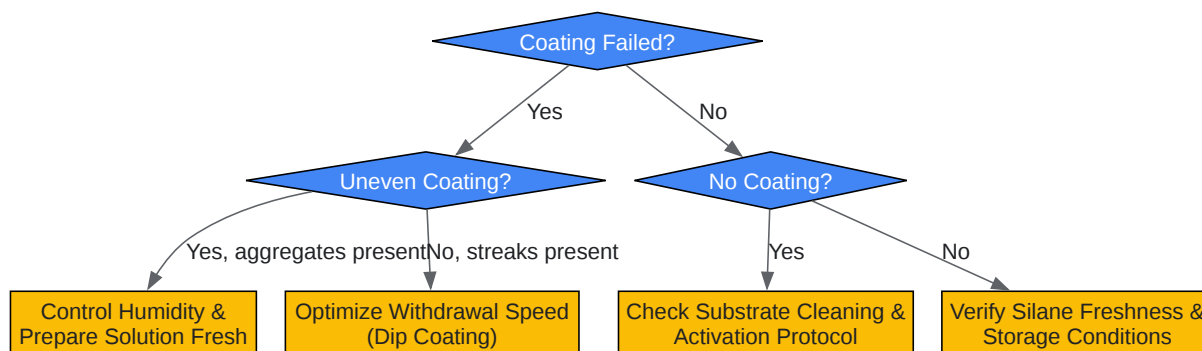 Coating Failed?
Yes
No
Uneven Coating?
No Coating?
Yes, aggregates present
No, streaks present
Yes
No
Control Humidity &
Prepare Solution Fresh
Optimize Withdrawal Speed
(Dip Coating)
Check Substrate Cleaning &
Activation Protocol
Verify Silane Freshness &
Storage Conditions